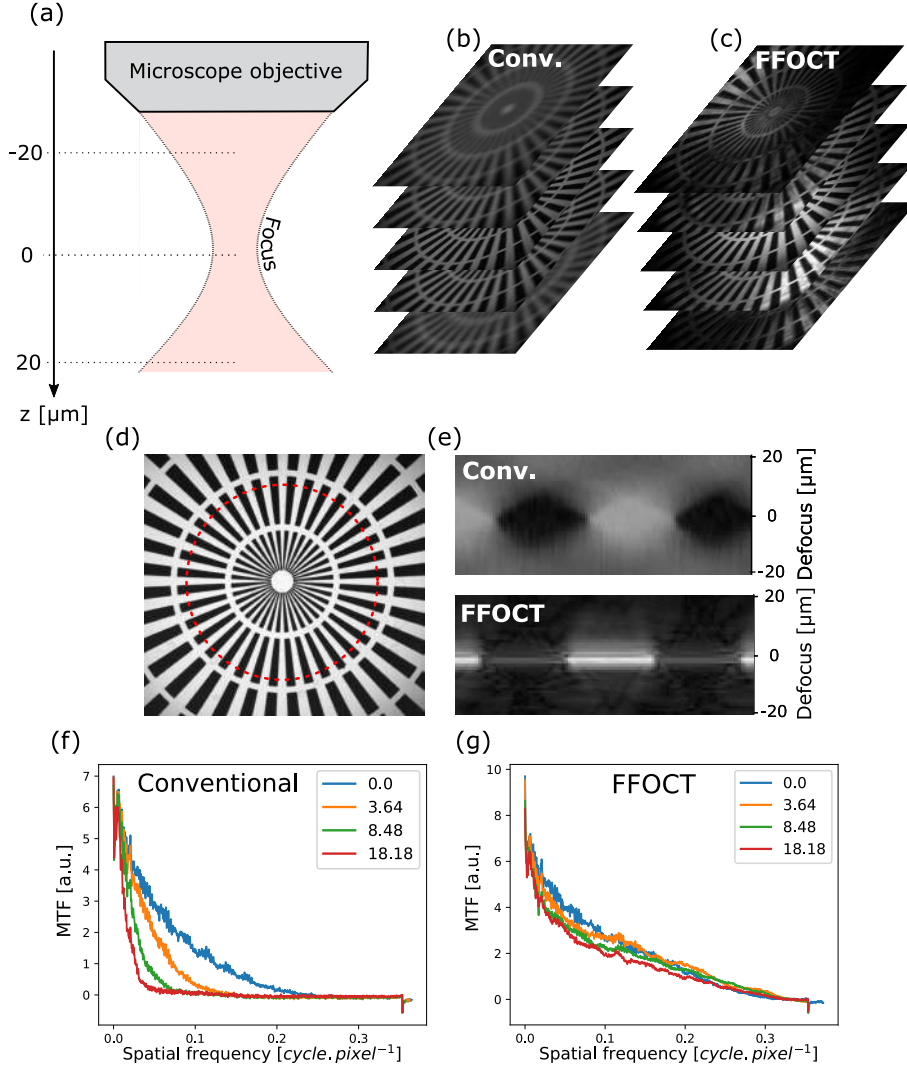 (a)
Microscope objective
-20
Focus
0
20
z [µm]
(b)
Conv.
(c)
FFOCT
(d)
(e)
Conv.
20
0
-20
Defocus [µm]
FFOCT
20
0
-20
Defocus [µm]
(f)
Conventional
0.0
3.64
8.48
18.18
7
6
5
4
3
2
1
0
MTF [a.u.]
0.0
0.1
0.2
0.3
Spatial frequency [cycle.pixel⁻¹]
(g)
FFOCT
0.0
3.64
8.48
18.18
10
8
6
4
2
0
MTF [a.u.]
0.0
0.1
0.2
0.3
Spatial frequency [cycle.pixel⁻¹]